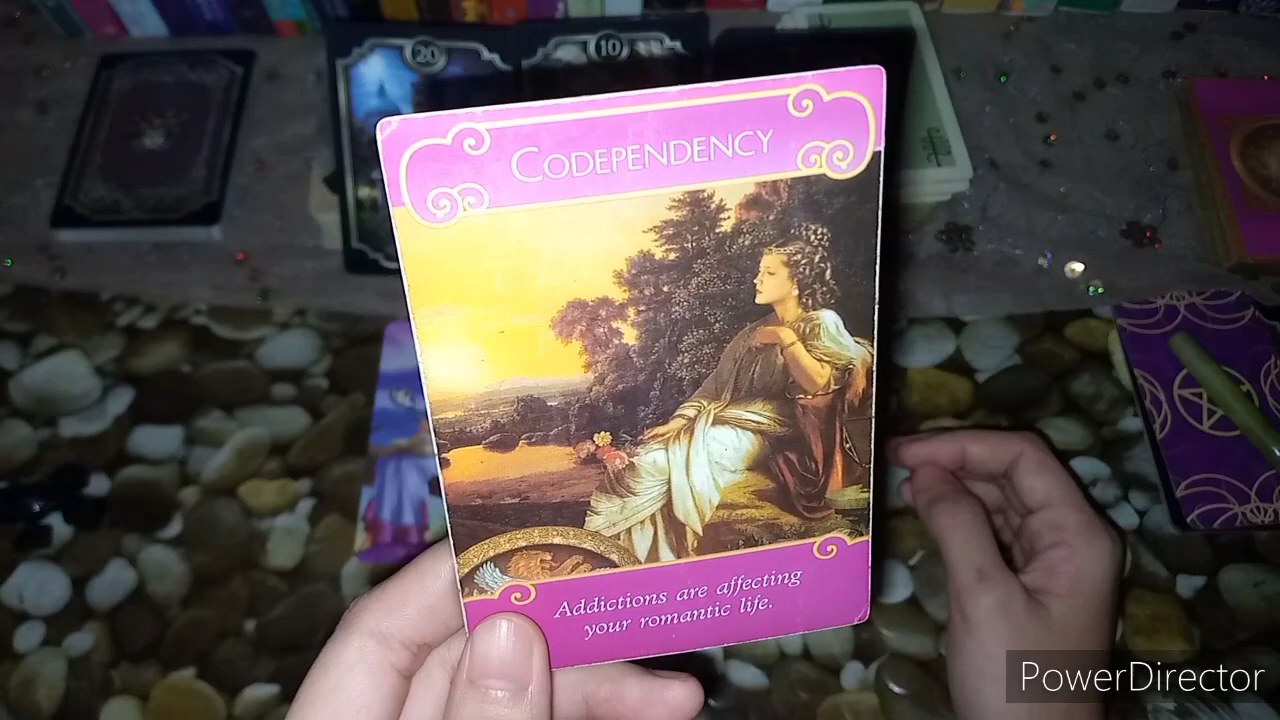 20
10
CODEPENDENCY
Addictions are affecting
your romantic life.
PowerDirector